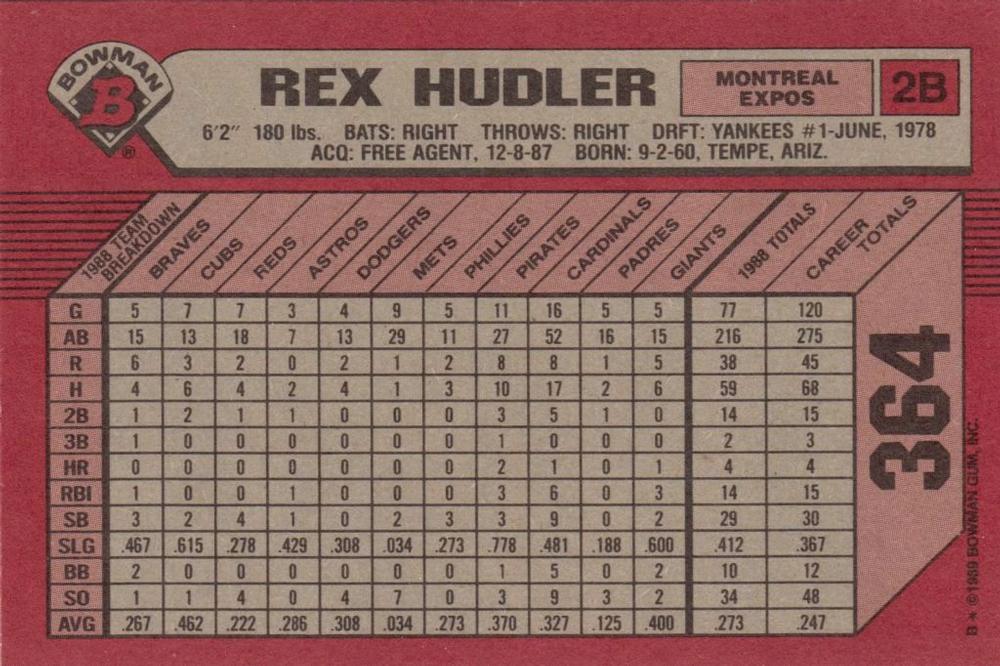 BOWMAN
B
®
REX HUDLER
MONTREAL
EXPOS
2B
6'2" 180 lbs. BATS: RIGHT THROWS: RIGHT DRFT: YANKEES #1-JUNE, 1978
ACQ: FREE AGENT, 12-8-87 BORN: 9-2-60, TEMPE, ARIZ.
1988 TEAM BREAKDOWN BRAVES CUBS REDS ASTROS DODGERS METS PHILLIES PIRATES CARDINALS PADRES GIANTS 1988 TOTALS CAREER TOTALS
G 5 7 7 3 4 9 5 11 16 5 5 77 120
AB 15 13 18 7 13 29 11 27 52 16 15 216 275
R 6 3 2 0 2 1 2 8 8 1 5 38 45
H 4 6 4 2 4 1 3 10 17 2 6 59 68
2B 1 2 1 1 0 0 0 3 5 1 0 14 15
3B 1 0 0 0 0 0 0 1 0 0 0 2 3
HR 0 0 0 0 0 0 0 2 1 0 1 4 4
RBI 1 0 0 1 0 0 0 3 6 0 3 14 15
SB 3 2 4 1 0 2 3 3 9 0 2 29 30
SLG .467 .615 .278 .429 .308 .034 .273 .778 .481 .188 .600 .412 .367
BB 2 0 0 0 0 0 0 1 5 0 2 10 12
SO 1 1 4 0 4 7 0 3 9 3 2 34 48
AVG .267 .462 .222 .286 .308 .034 .273 .370 .327 .125 .400 .273 .247
364
B * ©1989 BOWMAN GUM, INC.